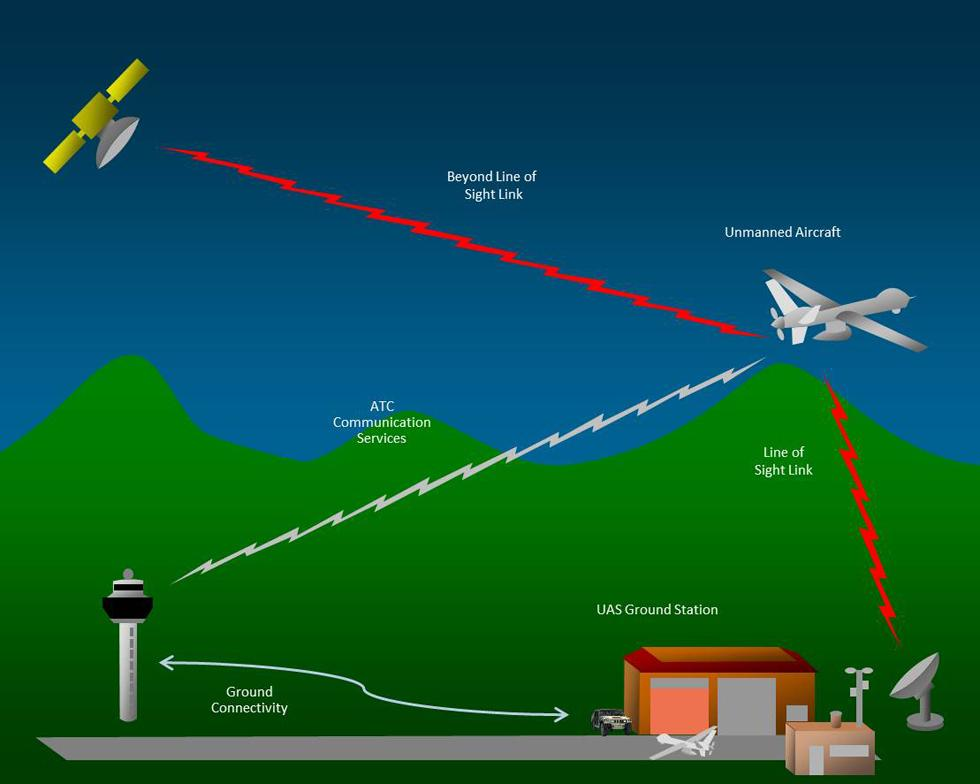 Beyond Line of
Sight Link
Unmanned Aircraft
ATC
Communication
Services
Line of
Sight Link
UAS Ground Station
Ground
Connectivity